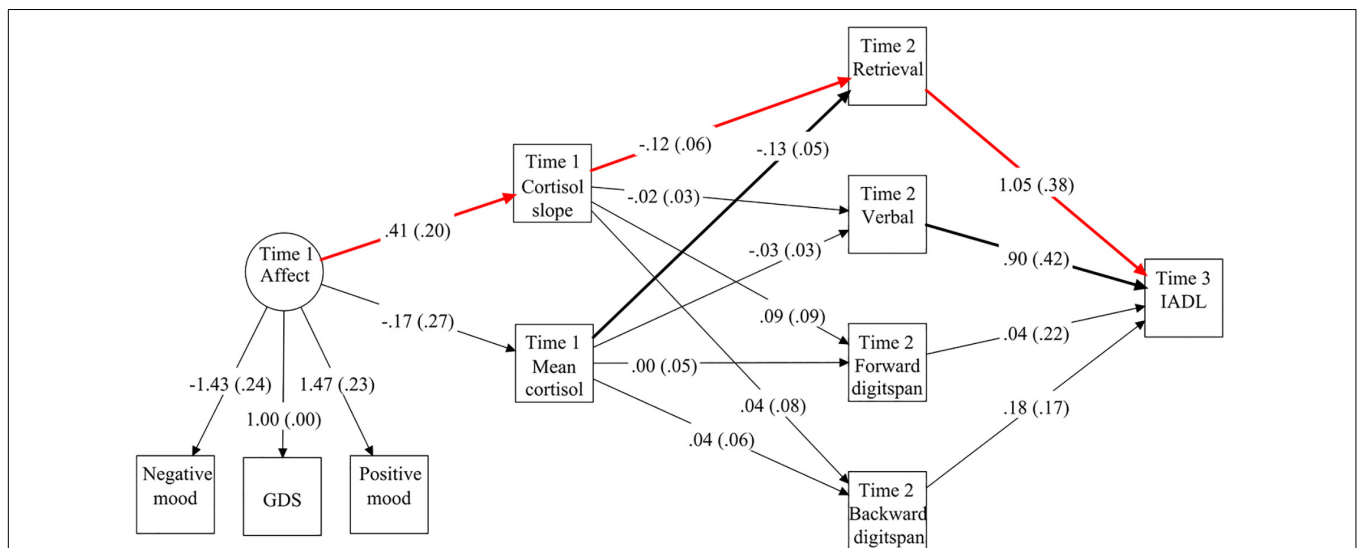 Time 2
Retrieval
-.12 (.06)
-.13 (.05)
Time 1
Cortisol
slope
-.02 (.03)
1.05 (.38)
Time 2
Verbal
.41 (.20)
-.03 (.03)
.90 (.42)
Time 1
Affect
Time 3
IADL
-.17 (.27)
.09 (.09)
Time 1
Mean
cortisol
.00 (.05)
Time 2
Forward
digitspan
.04 (.22)
-1.43 (.24)
1.47 (.23)
1.00 (.00)
.04 (.08)
.04 (.06)
.18 (.17)
Negative
mood
GDS
Positive
mood
Time 2
Backward
digitspan